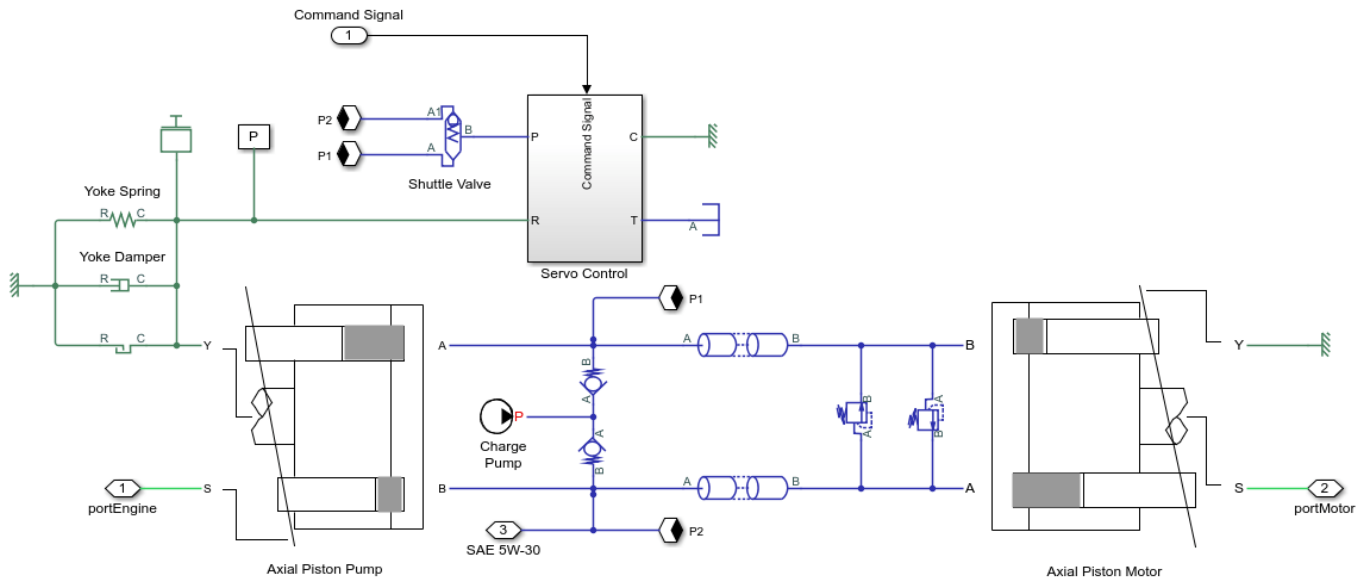 Command Signal
1
P2
A1
B
P
Command Signal
C
P
P1
A
Shuttle Valve
R
T
A
Servo Control
Yoke Spring
R C
Yoke Damper
R C
R C
Y
P1
A
A
B
B
Y
B
A
P
Charge
Pump
A
B
B
A
A
B
1
portEngine
S
B
A
B
A
S
2
portMotor
3
SAE 5W-30
P2
Axial Piston Pump
Axial Piston Motor